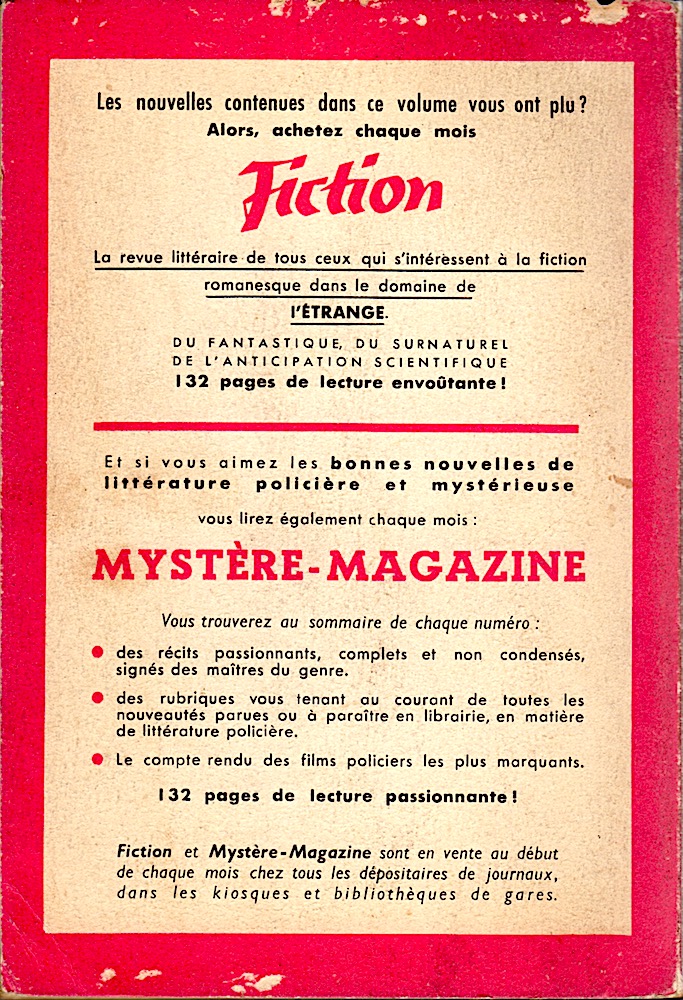 Les nouvelles contenues dans ce volume vous ont plu ?
Alors, achetez chaque mois
Fiction
La revue littéraire de tous ceux qui s'intéressent à la fiction
romanesque dans le domaine de
l'ÉTRANGE.
DU FANTASTIQUE, DU SURNATUREL
DE L'ANTICIPATION SCIENTIFIQUE
132 pages de lecture envoûtante !
Et si vous aimez les bonnes nouvelles de
littérature policière et mystérieuse
vous lirez également chaque mois :
MYSTÈRE-MAGAZINE
Vous trouverez au sommaire de chaque numéro :
● des récits passionnants, complets et non condensés,
signés des maîtres du genre.
● des rubriques vous tenant au courant de toutes les
nouveautés parues ou à paraître en librairie, en matière
de littérature policière.
● Le compte rendu des films policiers les plus marquants.
132 pages de lecture passionnante !
Fiction et Mystère-Magazine sont en vente au début
de chaque mois chez tous les dépositaires de journaux,
dans les kiosques et bibliothèques de gares.